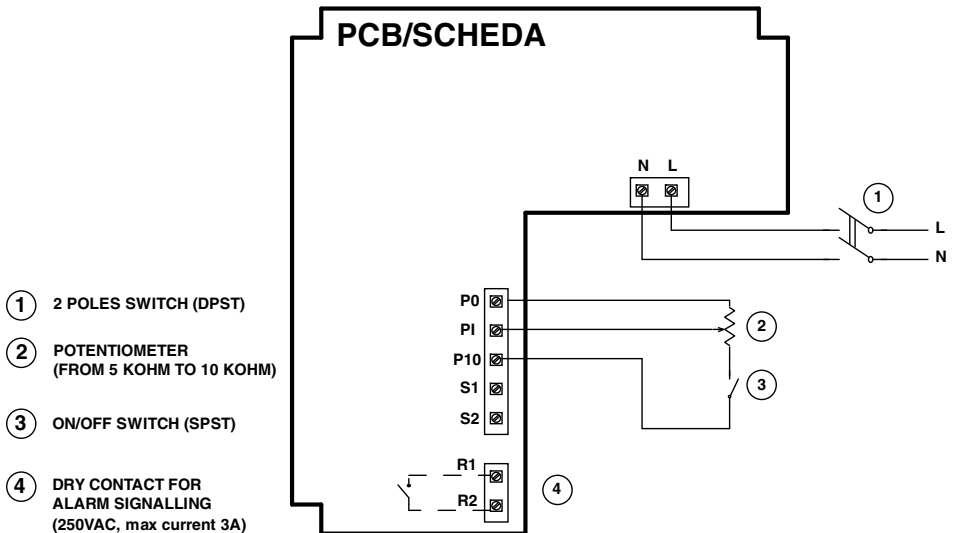 PCB/SCHEDA
N L
1
L
N
P0
PI
P10
S1
S2
2
3
R1
R2
4
1 2 POLES SWITCH (DPST)
2 POTENTIOMETER
(FROM 5 KOHM TO 10 KOHM)
3 ON/OFF SWITCH (SPST)
4 DRY CONTACT FOR
ALARM SIGNALLING
(250VAC, max current 3A)